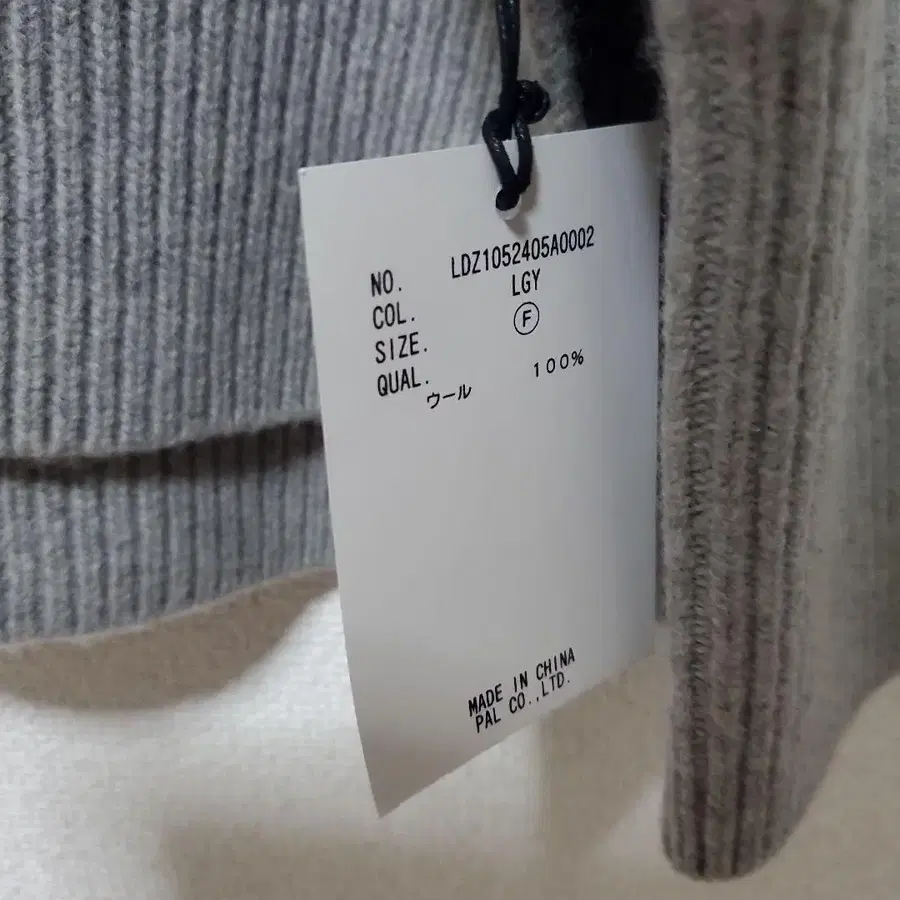 NO. LDZ1052405A0002
COL. LGY
SIZE. Ⓕ
QUAL.
ウール 100%
MADE IN CHINA
PAL CO.,LTD.